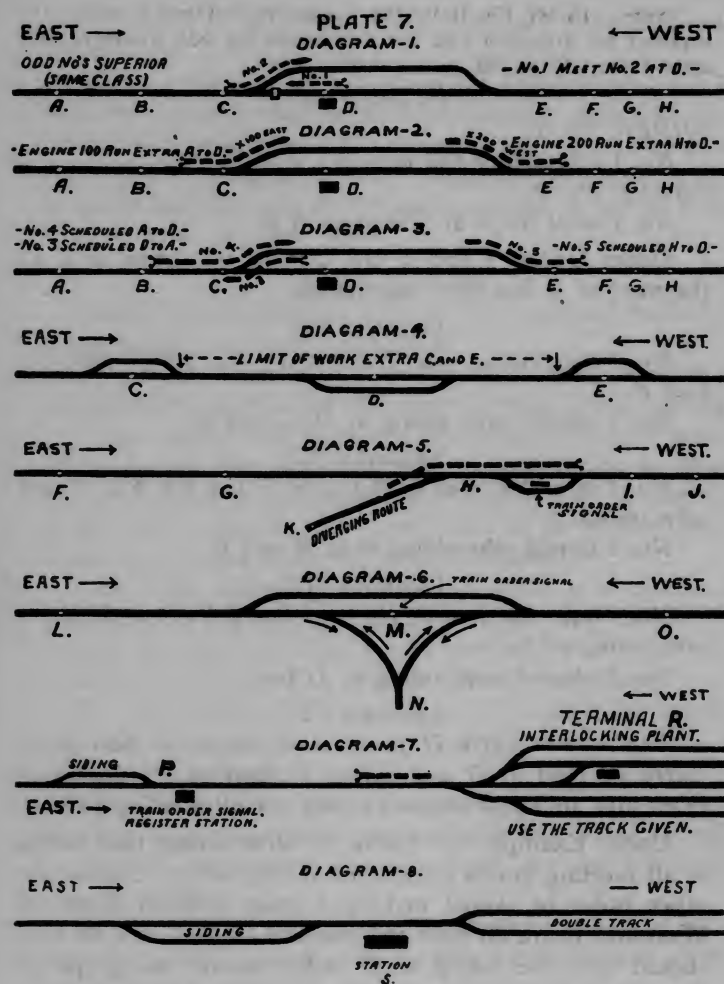 PLATE 7.
EAST → ← WEST
DIAGRAM-1.
ODD NO'S SUPERIOR
(SAME CLASS)
No. 2
No. 1
-No.1 MEET No.2 AT D.-
A. B. C. D. E. F. G. H.
DIAGRAM-2.
-ENGINE 100 RUN EXTRA A TO D.-
X100 EAST
X200
WEST
-ENGINE 200 RUN EXTRA H TO D.-
A. B. C. D. E F G H
DIAGRAM-3.
-No.4 SCHEDULED A TO D.-
-No.3 SCHEDULED D TO A.-
No. 4
No. 3
No. 5
-No.5 SCHEDULED, H TO D.-
A. B. C. D. E. F. G. H
DIAGRAM-4.
EAST → ← WEST.
LIMIT OF WORK EXTRA C. AND E.
C. D. E.
DIAGRAM-5.
EAST → ← WEST.
F. G. H. I. J.
K. DIVERGING ROUTE
TRAIN ORDER
SIGNAL
DIAGRAM-6.
TRAIN ORDER SIGNAL
EAST → ← WEST.
L. M. O.
N.
← WEST
TERMINAL R.
INTERLOCKING PLANT.
DIAGRAM-7.
SIDING P.
EAST. → TRAIN ORDER SIGNAL.
REGISTER STATION.
USE THE TRACK GIVEN.
DIAGRAM-8.
EAST → ← WEST
SIDING
DOUBLE TRACK
STATION
S.